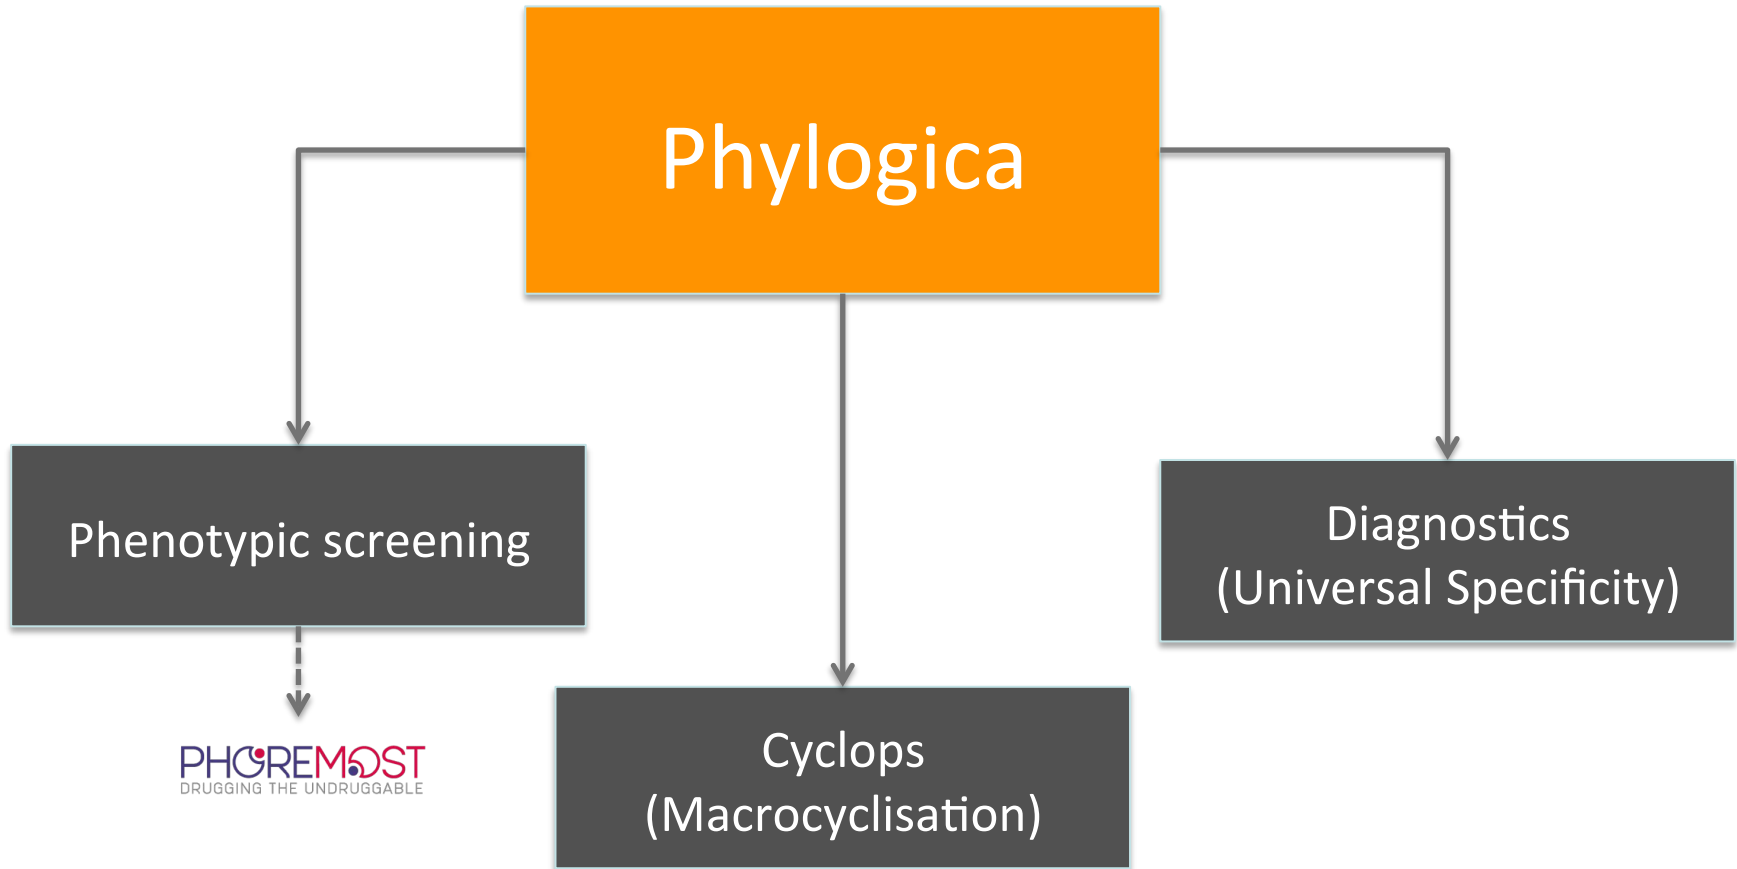 Phylogica
Phenotypic screening
Diagnostics
(Universal Specificity)
PHOREMOST
DRUGGING THE UNDRUGGABLE
Cyclops
(Macrocyclisation)